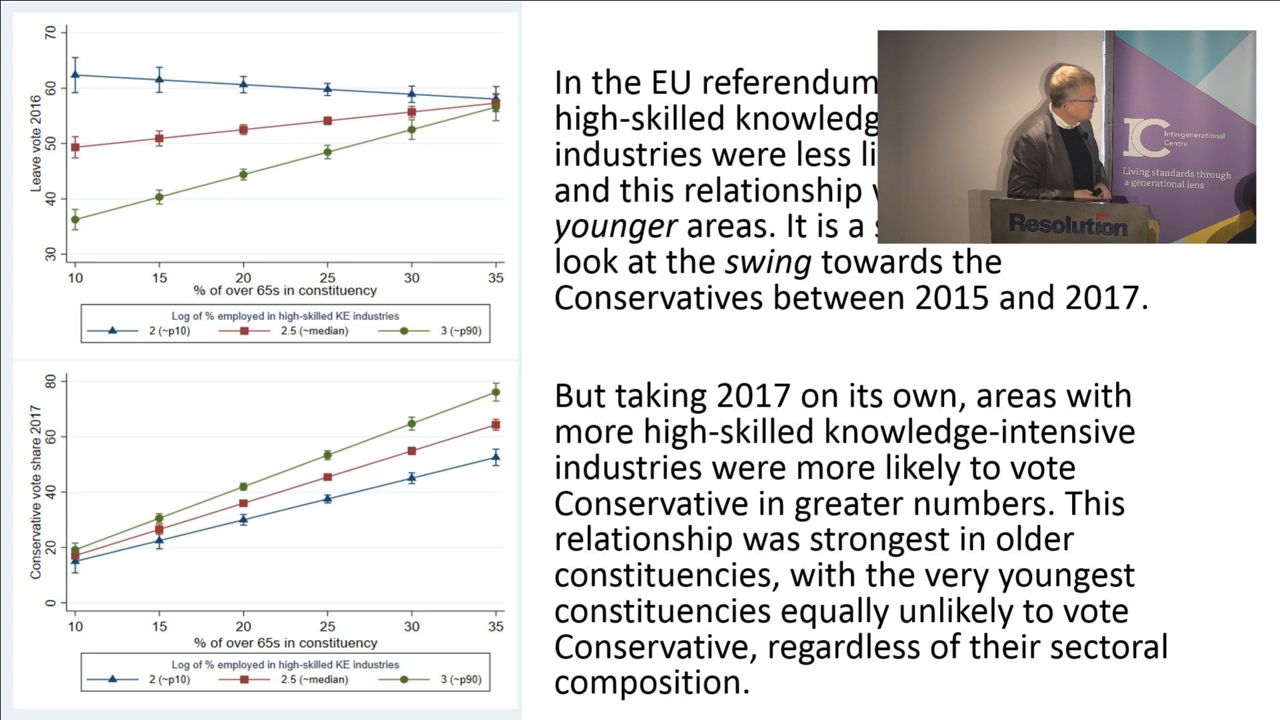 Leave vote 2016
70
60
50
40
30
10 15 20 25 30 35
% of over 65s in constituency
Log of % employed in high-skilled KE industries
2 (~p10) 2.5 (~median) 3 (~p90)
Conservative vote share 2017
80
60
40
20
0
10 15 20 25 30 35
% of over 65s in constituency
Log of % employed in high-skilled KE industries
2 (~p10) 2.5 (~median) 3 (~p90)
In the EU referendum
high-skilled
industries were less
and this relationship
younger areas. It is a
look at the swing towards the
Conservatives between 2015 and 2017.
But taking 2017 on its own, areas with
more high-skilled knowledge-intensive
industries were more likely to vote
Conservative in greater numbers. This
relationship was strongest in older
constituencies, with the very youngest
constituencies equally unlikely to vote
Conservative, regardless of their sectoral
composition.
IC
Intergenerational
Centre
Living standards through
a generational lens
Resolution